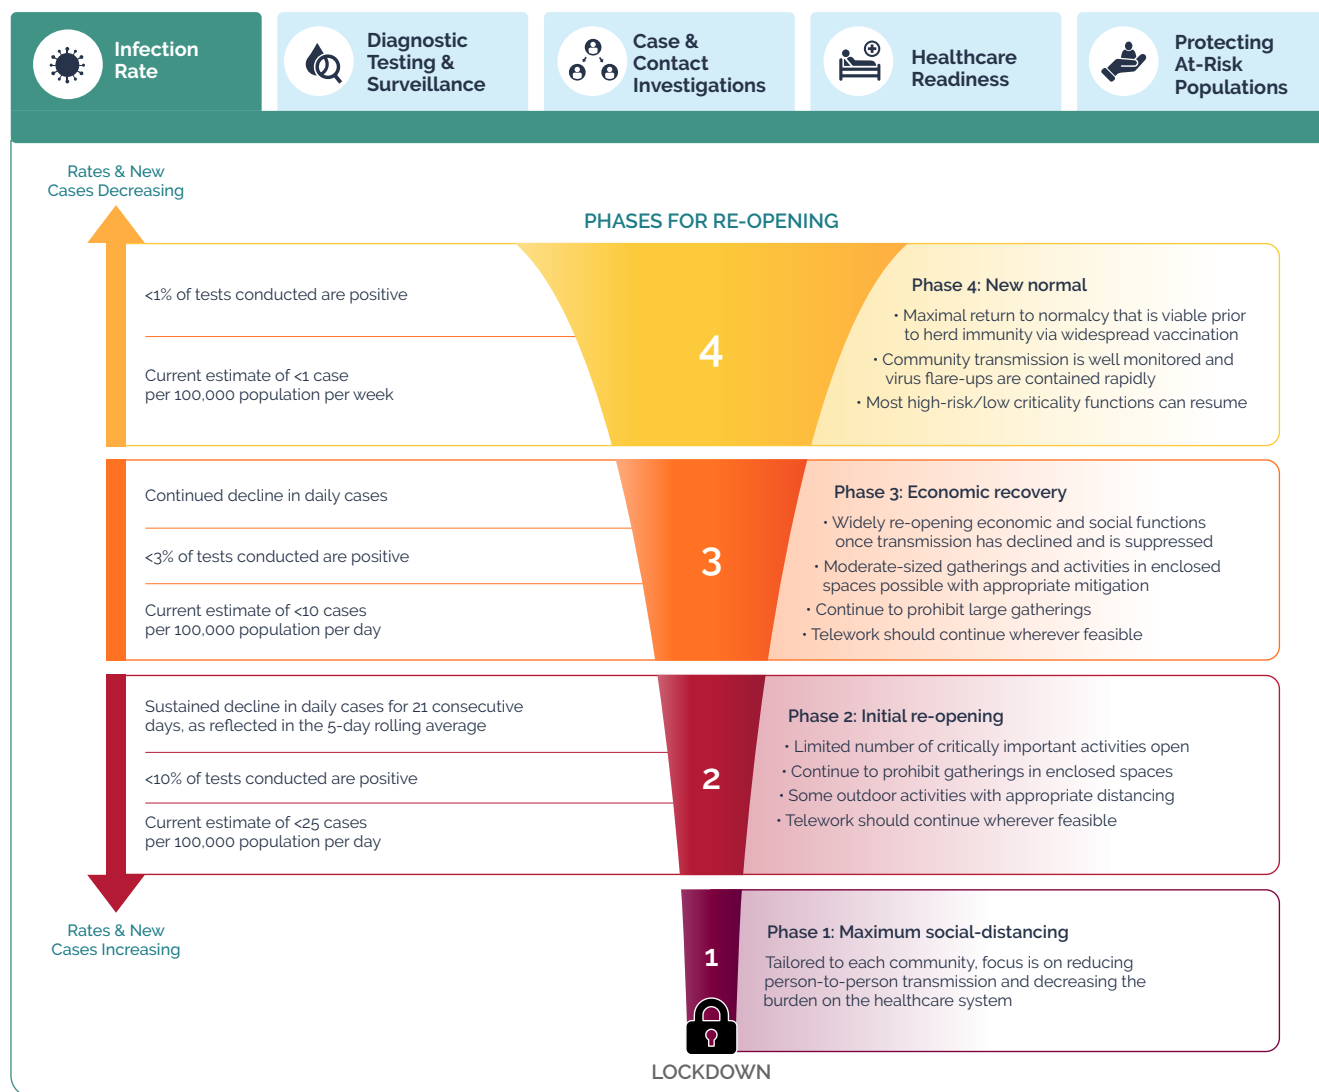 Infection
Rate
Diagnostic
Testing &
Surveillance
Case &
Contact
Investigations
Healthcare
Readiness
Protecting
At-Risk
Populations
Rates & New
Cases Decreasing
PHASES FOR RE-OPENING
<1% of tests conducted are positive
Current estimate of <1 case
per 100,000 population per week
4
Phase 4: New normal
• Maximal return to normalcy that is viable prior
to herd immunity via widespread vaccination
• Community transmission is well monitored and
virus flare-ups are contained rapidly
• Most high-risk/low criticality functions can resume
Continued decline in daily cases
<3% of tests conducted are positive
Current estimate of <10 cases
per 100,000 population per day
3
Phase 3: Economic recovery
• Widely re-opening economic and social functions
once transmission has declined and is suppressed
• Moderate-sized gatherings and activities in enclosed
spaces possible with appropriate mitigation
• Continue to prohibit large gatherings
• Telework should continue wherever feasible
Sustained decline in daily cases for 21 consecutive
days, as reflected in the 5-day rolling average
<10% of tests conducted are positive
Current estimate of <25 cases
per 100,000 population per day
2
Phase 2: Initial re-opening
• Limited number of critically important activities open
• Continue to prohibit gatherings in enclosed spaces
• Some outdoor activities with appropriate distancing
• Telework should continue wherever feasible
Rates & New
Cases Increasing
1
Phase 1: Maximum social-distancing
Tailored to each community, focus is on reducing
person-to-person transmission and decreasing the
burden on the healthcare system
LOCKDOWN